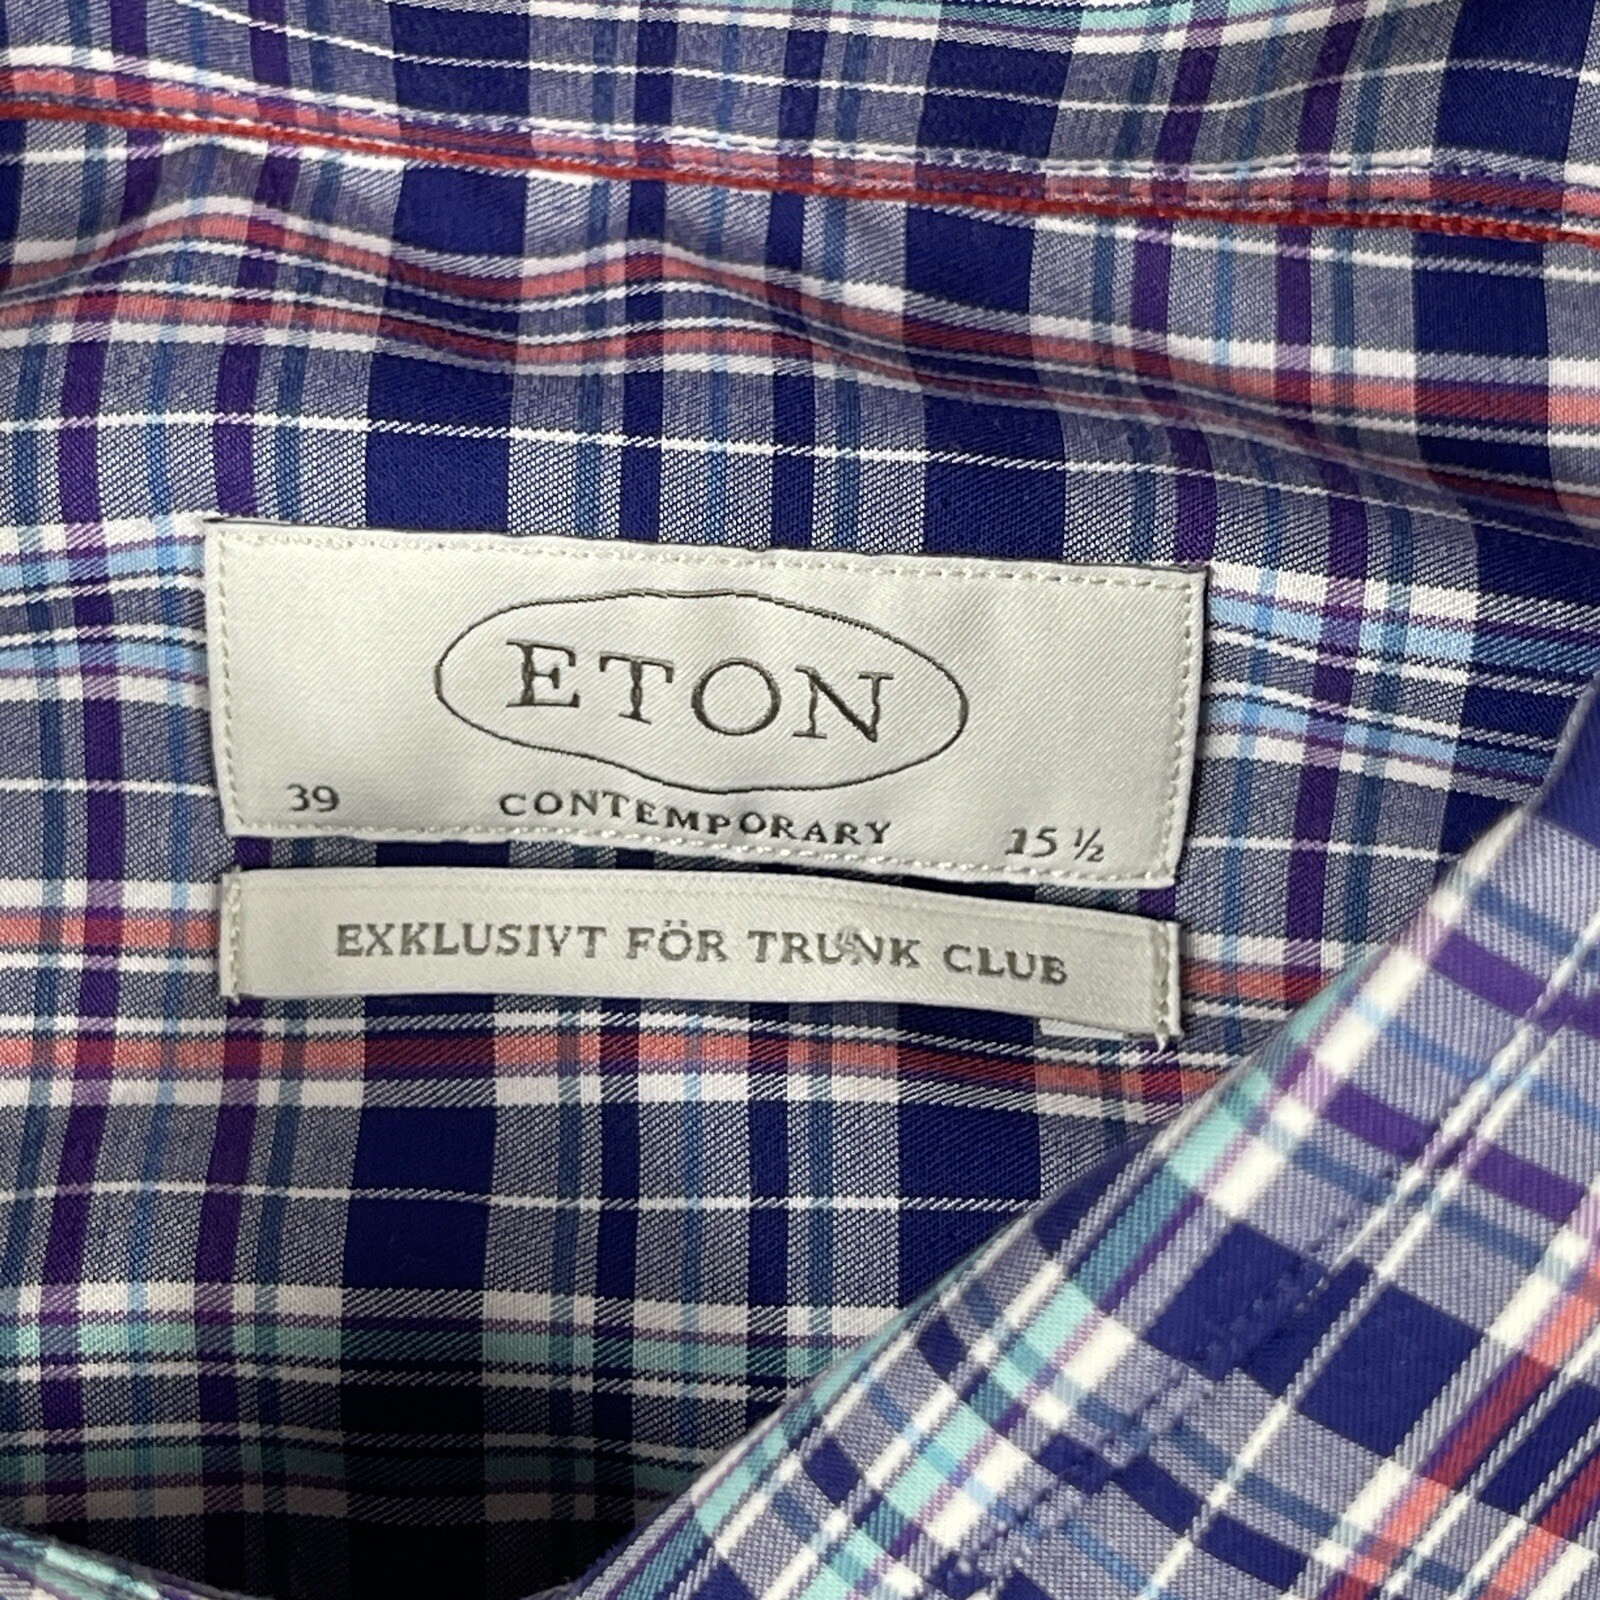 ETON
39 CONTEMPORARY 15 ½
EXKLUSIVT FÖR TRUNK CLUB